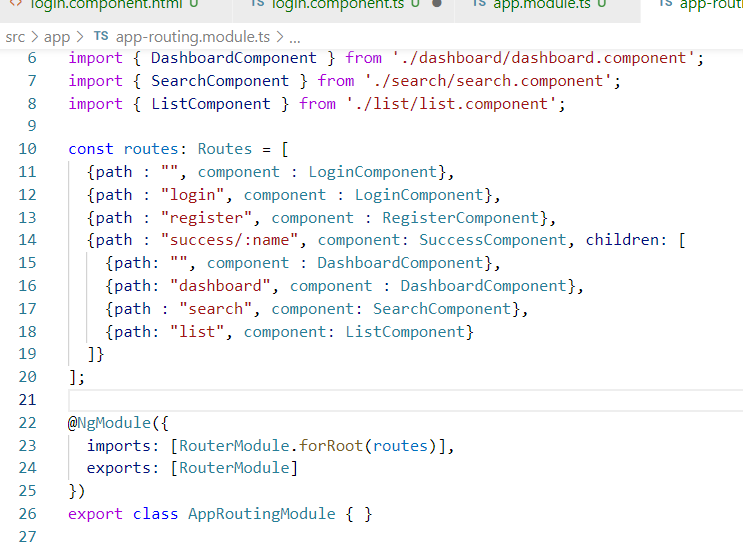 <> login.component.html U
TS login.component.ts U
TS app.module.ts U
TS app-rout
src > app > TS app-routing.module.ts > ...
6 import { DashboardComponent } from './dashboard/dashboard.component';
7 import { SearchComponent } from './search/search.component';
8 import { ListComponent } from './list/list.component';
9
10 const routes: Routes = [
11 {path : "", component : LoginComponent},
12 {path : "login", component : LoginComponent},
13 {path : "register", component : RegisterComponent},
14 {path : "success/:name", component: SuccessComponent, children: [
15 {path: "", component : DashboardComponent},
16 {path: "dashboard", component : DashboardComponent},
17 {path : "search", component: SearchComponent},
18 {path: "list", component: ListComponent}
19 ]}
20 ];
21
22 @NgModule({
23 imports: [RouterModule.forRoot(routes)],
24 exports: [RouterModule]
25 })
26 export class AppRoutingModule { }
27